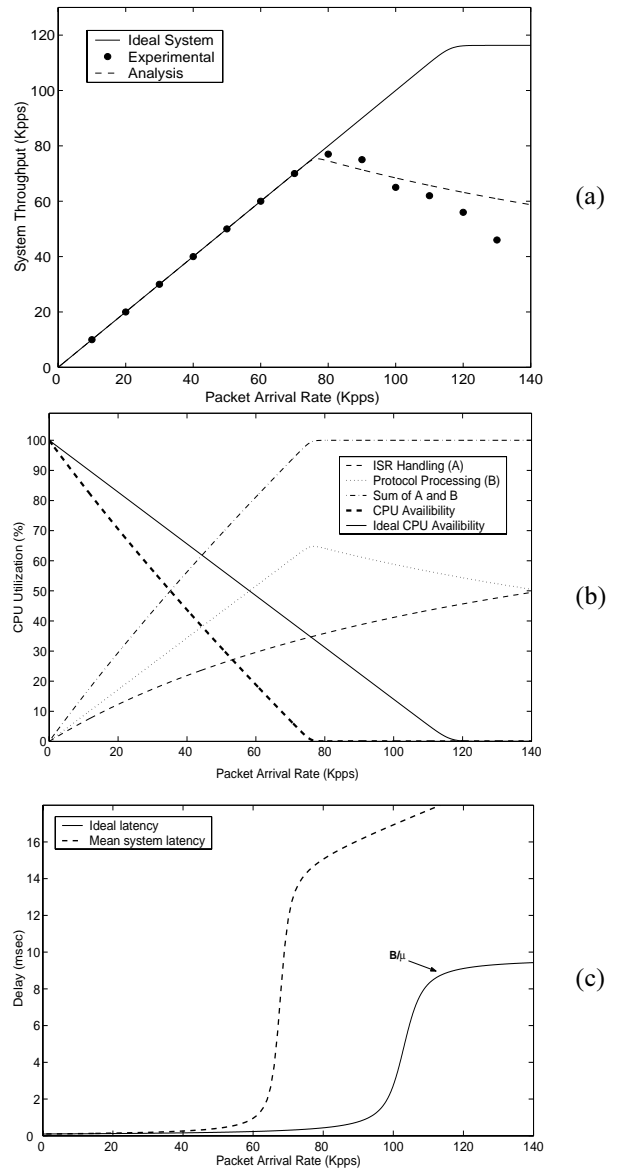 120
100
80
60
40
20
0
System Throughput (Kpps)
Ideal System
Experimental
Analysis
0 20 40 60 80 100 120 140
Packet Arrival Rate (Kpps)
(a)
100
90
80
70
60
50
40
30
20
10
0
CPU Utilization (%)
ISR Handling (A)
Protocol Processing (B)
Sum of A and B
CPU Availibility
Ideal CPU Availibility
0 20 40 60 80 100 120 140
Packet Arrival Rate (Kpps)
(b)
16
14
12
10
8
6
4
2
0
Delay (msec)
Ideal latency
Mean system latency
B/μ
0 20 40 60 80 100 120 140
Packet Arrival Rate (Kpps)
(c)